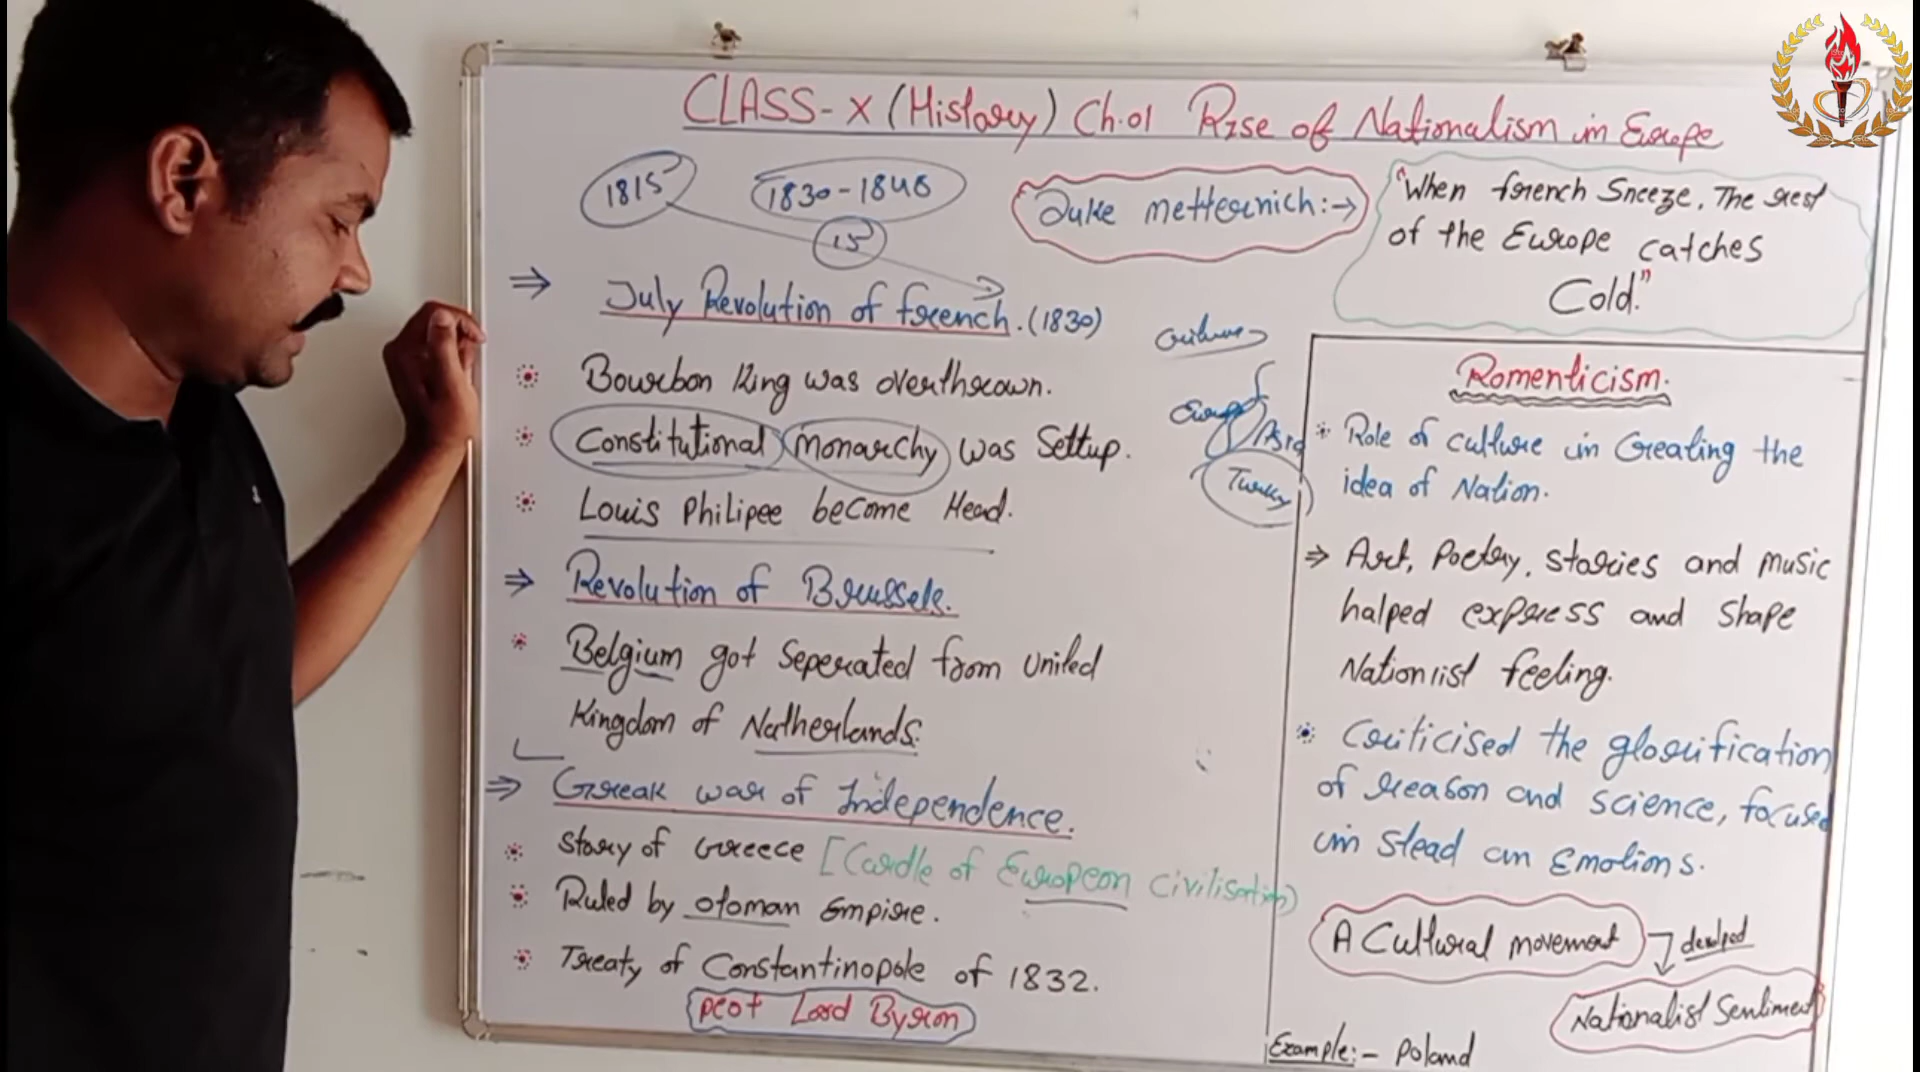 CLASS-X (History) Ch.01 Rise of Nationalism in Europe
1815
1830-1848
15
Duke Metternich:→
"When french Sneeze, The rest
of the Europe catches
Cold."
⇒ July Revolution of french. (1830)
Bourbon King was overthrown.
Constitutional Monarchy was Settup.
Louis Philipee become Head.
⇒ Revolution of Brussels.
Belgium got Seperated from United
Kingdom of Natherlands.
⇒ Greak war of Independence.
Story of Greece [Cardle of European civilisation)
Ruled by Otoman Empire.
Treaty of Constantinople of 1832.
peot Lord Byron
Europe
Asia
Turkey
Romenticism.
Role of culture in Creating the
idea of Nation.
⇒ Art, Poetry, stories and music
halped express and shape
Nationlist feeling.
Criticised the glorification
of reason and science, focused
in stead on Emotions.
A Cultural movement
Nationalist Sentiment
Example:- Poland